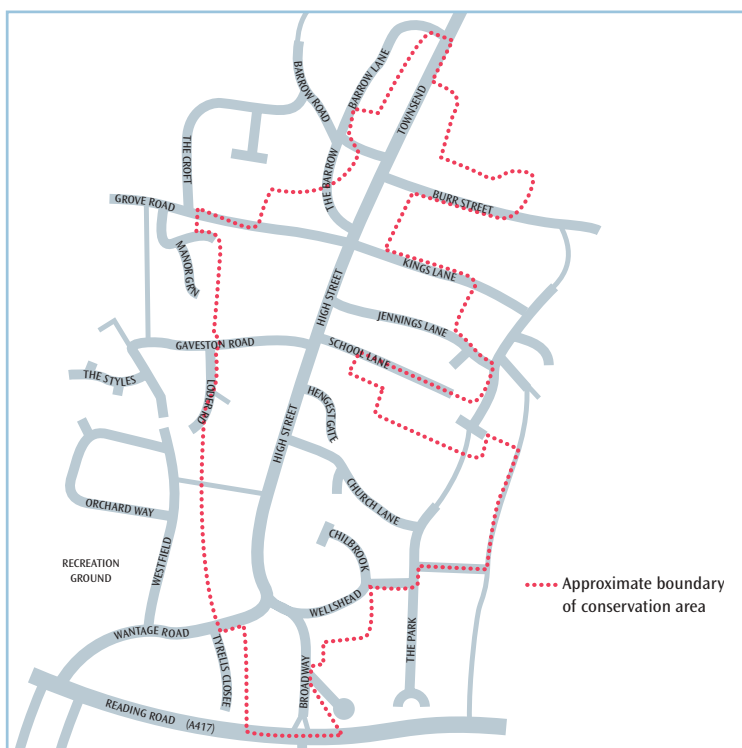 BARROW LANE
BARROW ROAD
TOWNSEND
THE CROFT
THE BARROW
GROVE ROAD
BURR STREET
MANOR GRN
KINGS LANE
HIGH STREET
JENNINGS LANE
GAVESTON ROAD
SCHOOL LANE
THE STYLES
LODER RD
HENGEST GATE
HIGH STREET
CHURCH LANE
ORCHARD WAY
CHILBROOK
RECREATION
GROUND
WESTFIELD
Approximate boundary
of conservation area
WELLSHEAD
WANTAGE ROAD
TYRELLS CLOSEE
THE PARK
BROADWAY
READING ROAD (A417)